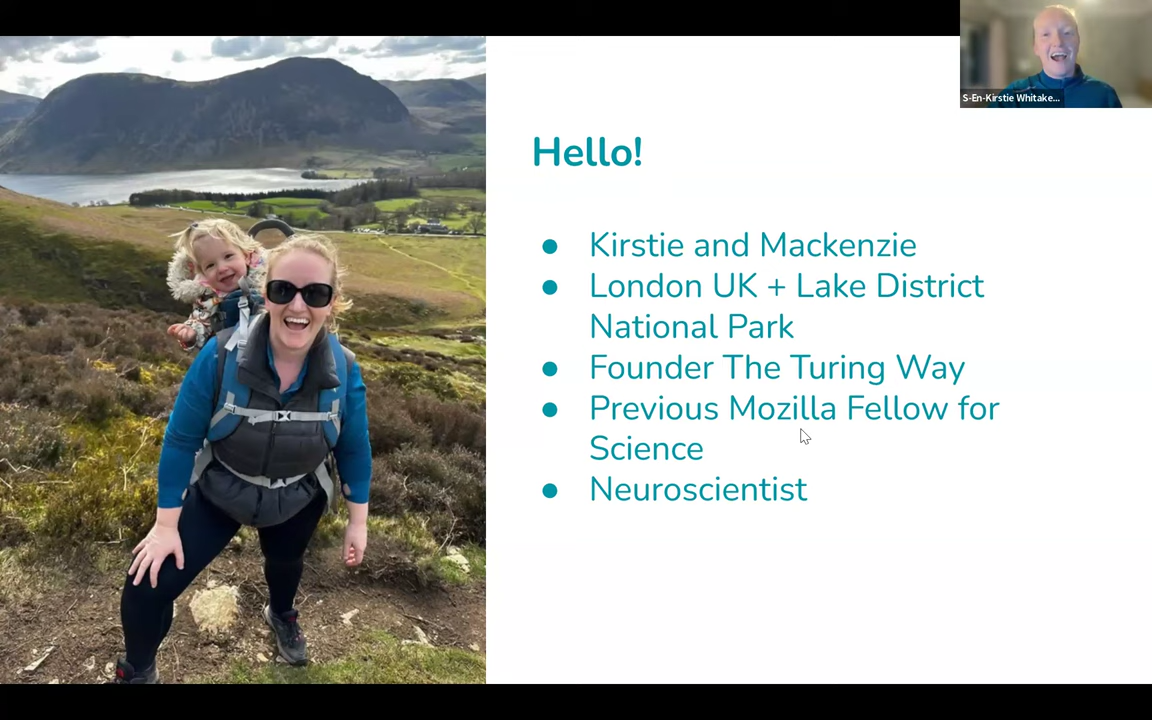 S-En-Kirstie Whitake...
Hello!
● Kirstie and Mackenzie
● London UK + Lake District
National Park
● Founder The Turing Way
● Previous Mozilla Fellow for
Science
● Neuroscientist